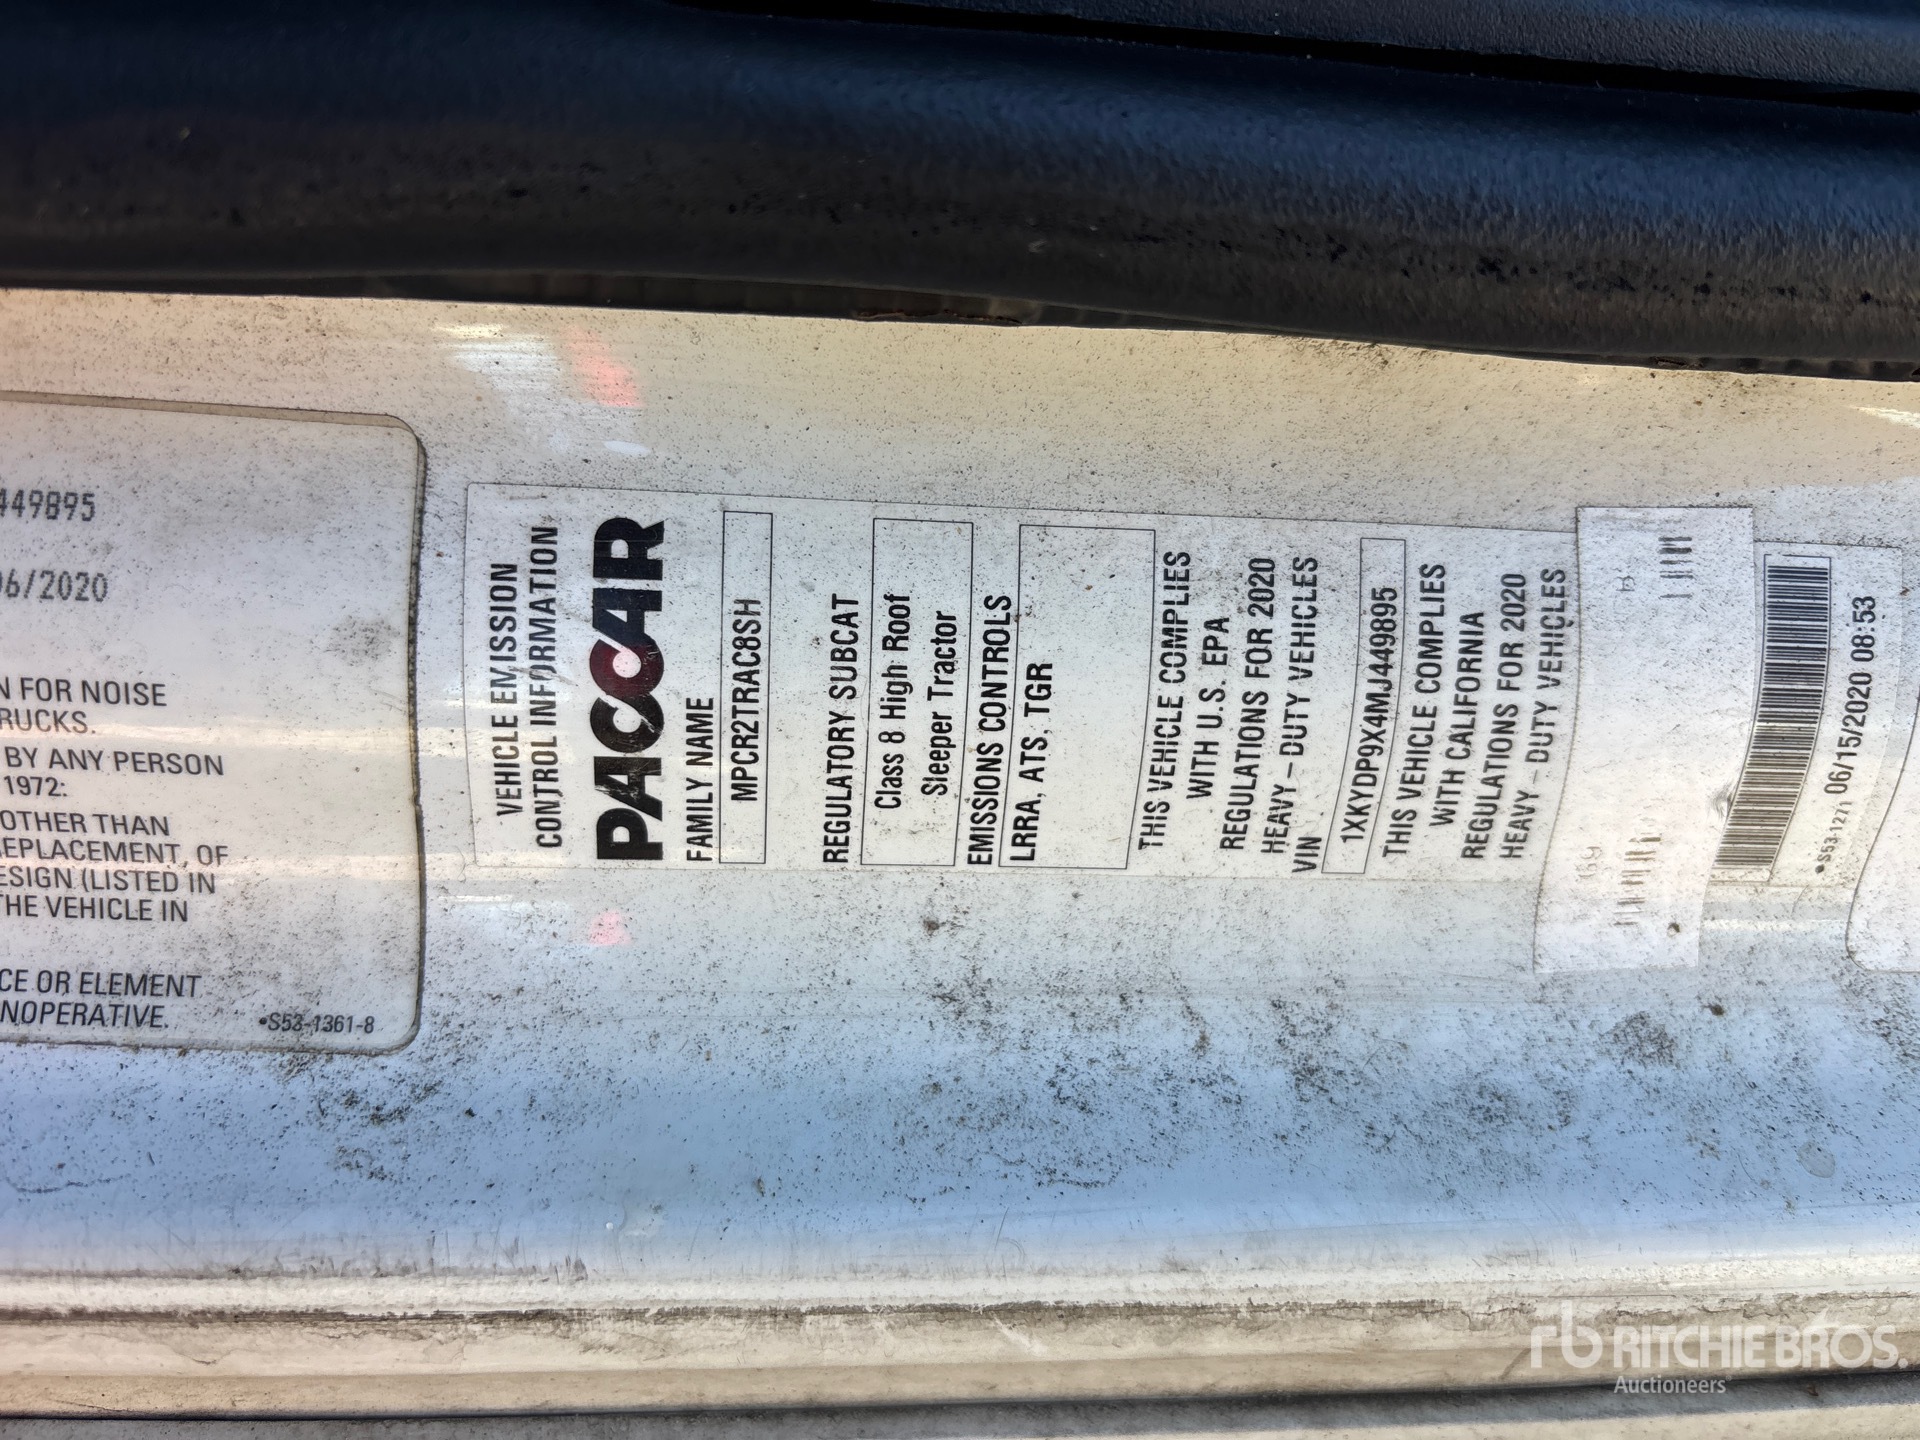 449895
06/2020
N FOR NOISE
RUCKS.
BY ANY PERSON
1972:
OTHER THAN
REPLACEMENT, OF
ESIGN (LISTED IN
THE VEHICLE IN
CE OR ELEMENT
NOPERATIVE.
•S53-1361-8
VEHICLE EMISSION
CONTROL INFORMATION
PACCAR
FAMILY NAME
MPCR2TRAC8SH
REGULATORY SUBCAT
Class 8 High Roof
Sleeper Tractor
EMISSIONS CONTROLS
LRRA, ATS, TGR
THIS VEHICLE COMPLIES
WITH U.S. EPA
REGULATIONS FOR 2020
HEAVY-DUTY VEHICLES
VIN
1XKYDP9X4MJ449895
THIS VEHICLE COMPLIES
WITH CALIFORNIA
REGULATIONS FOR 2020
HEAVY-DUTY VEHICLES
•S53-1271 06/15/2020 08:53
rb RITCHIE BROS.
Auctioneers